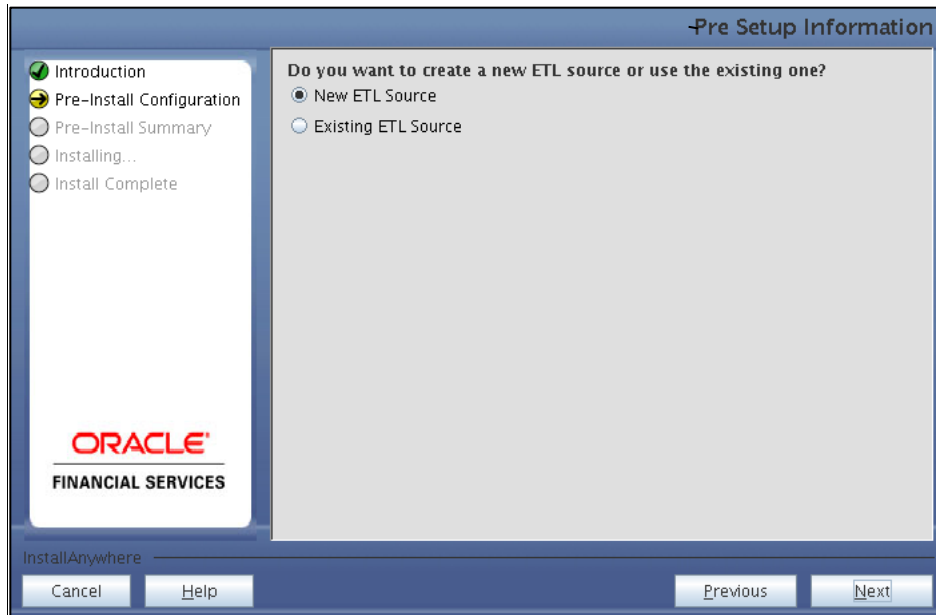 Pre Setup Information
Introduction
Pre-Install Configuration
Pre-Install Summary
Installing...
Install Complete
Do you want to create a new ETL source or use the existing one?
New ETL Source
Existing ETL Source
ORACLE
FINANCIAL SERVICES
InstallAnywhere
Cancel
Help
Previous
Next